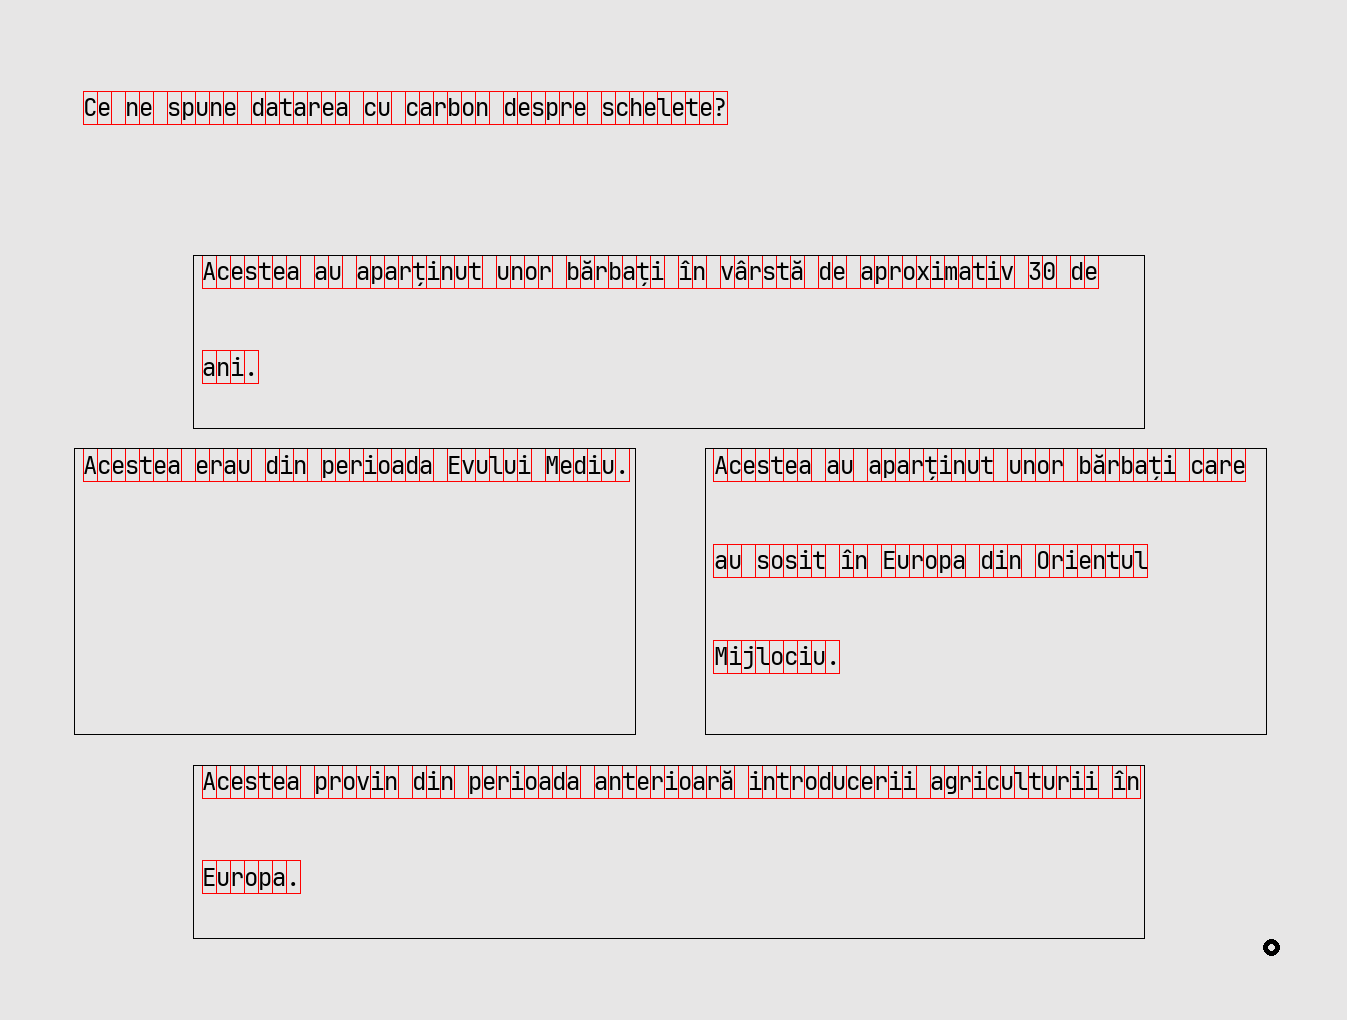 Ce ne spune datarea cu carbon despre schelete?
Acestea au aparținut unor bărbați în vârstă de aproximativ 30 de
ani.
Acestea erau din perioada Evului Mediu.
Acestea au aparținut unor bărbați care
au sosit în Europa din Orientul
Mijlociu.
Acestea provin din perioada anterioară introducerii agriculturii în
Europa.